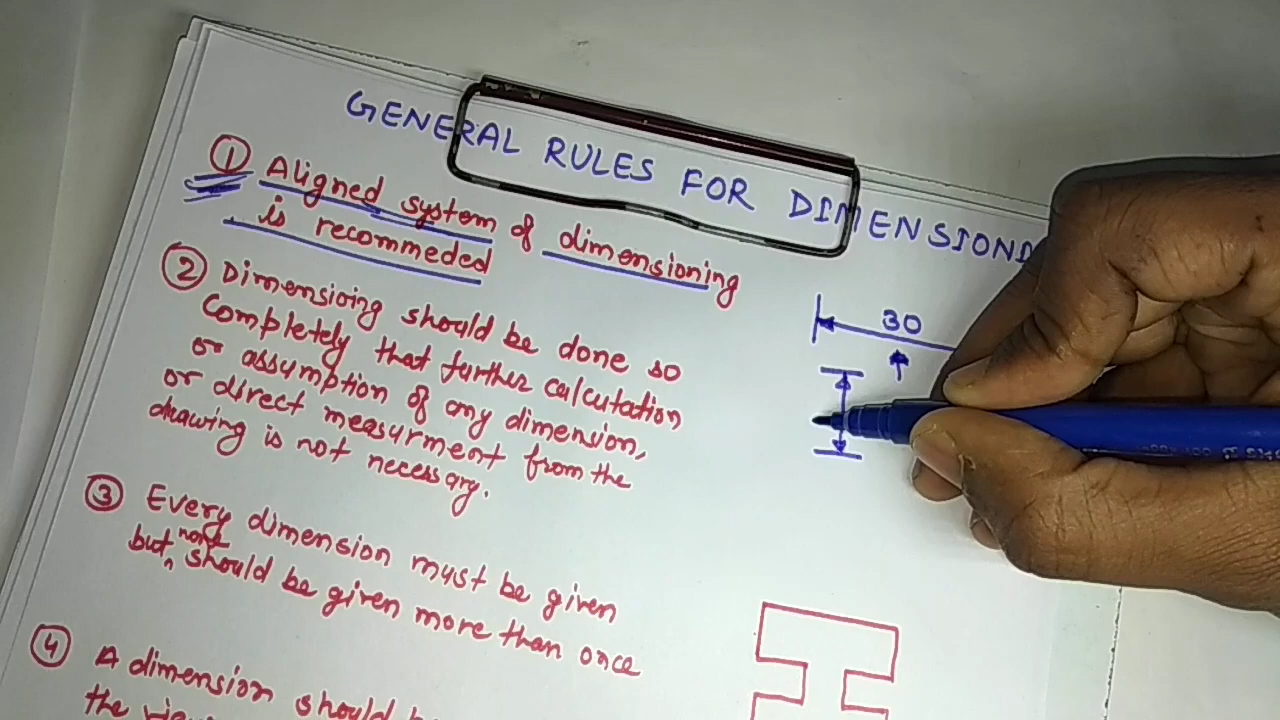 GENERAL RULES FOR DIMENSION
① Aligned system of dimensioning
is recommeded
② Dimensioing should be done so
completely that further calculation
or assumption of any dimension,
or direct measurment from the
drawing is not necessary.
③ Every dimension must be given
but none should be given more than once
④ A dimension should
the
30